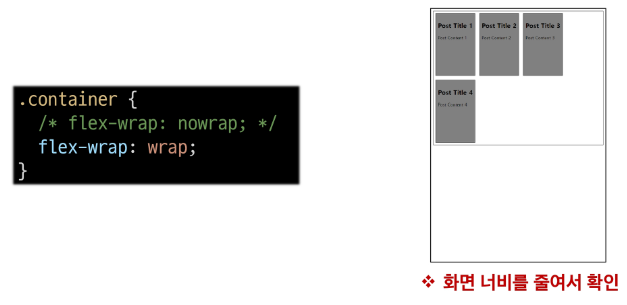 .container {
/* flex-wrap: nowrap; */
flex-wrap: wrap;
}
Post Title 1 Post Title 2 Post Title 3
Post Content 1 Post Content 2 Post Content 3
Post Title 4
Post Content 4
❖ 화면 너비를 줄여서 확인